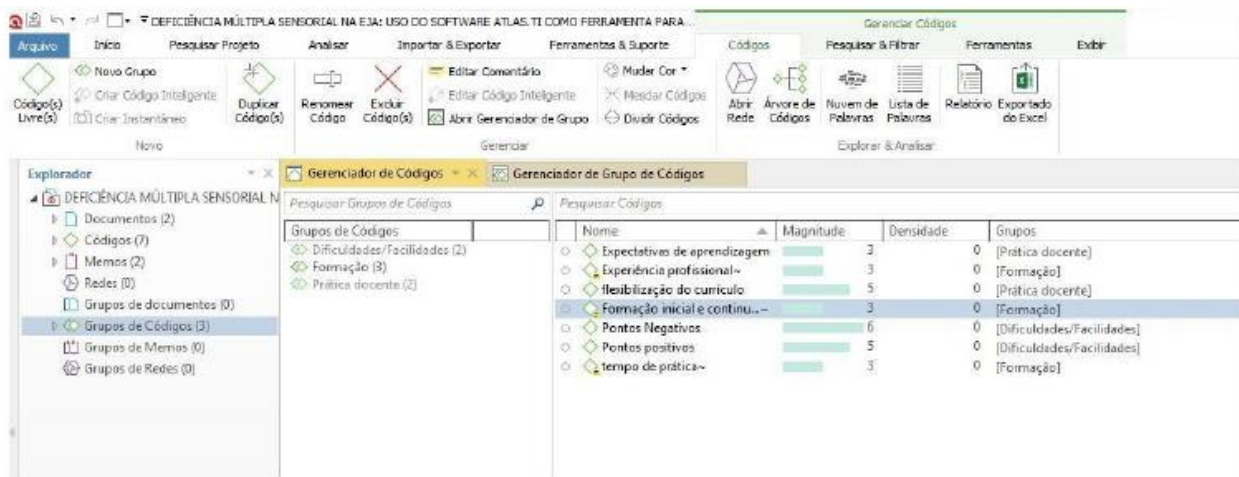 DEFICIÊNCIA MÚLTIPLA SENSORIAL NA EJA: USO DO SOFTWARE ATLAS.TI COMO FERRAMENTA PARA...
Gerenciar Códigos
Arquivo Início Pesquisar Projeto Analisar Importar & Exportar Ferramentas & Suporte Códigos Pesquisar & Filtrar Ferramentas Exibir
Código(s) Livre(s)
Novo Grupo
Criar Código Inteligente
Criar Instantâneo
Duplicar Código(s)
Novo
Renomear Código
Excluir Código(s)
Editar Comentário
Editar Código Inteligente
Abrir Gerenciador de Grupo
Mudar Cor
Mesclar Códigos
Dividir Códigos
Gerenciar
Abrir Rede
Árvore de Códigos
Nuvem de Palavras
Lista de Palavras
Relatório
Exportado do Excel
Explorar & Analisar
Explorador
DEFICIÊNCIA MÚLTIPLA SENSORIAL N
Documentos (2)
Códigos (7)
Memos (2)
Redes (0)
Grupos de documentos (0)
Grupos de Códigos (3)
Grupos de Memos (0)
Grupos de Redes (0)
Gerenciador de Códigos
Gerenciador de Grupo de Códigos
Pesquisar Grupos de Códigos
Grupos de Códigos
Dificuldades/Facilidades (2)
Formação (3)
Prática docente (2)
Pesquisar Códigos
Nome Magnitude Densidade Grupos
Expectativas de aprendizagem 3 0 [Prática docente]
Experiência profissional~ 3 0 [Formação]
flexibilização do currículo 5 0 [Prática docente]
Formação inicial e continu...~ 3 0 [Formação]
Pontos Negativos 6 0 [Dificuldades/Facilidades]
Pontos positivos 5 0 [Dificuldades/Facilidades]
tempo de prática~ 3 0 [Formação]